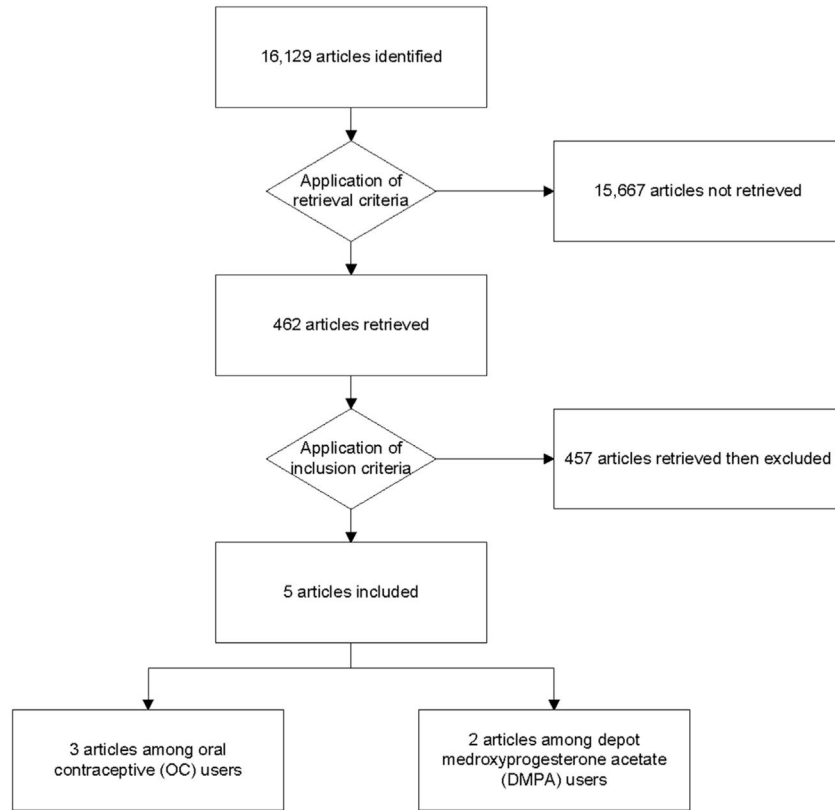 16,129 articles identified
Application of
retrieval criteria
15,667 articles not retrieved
462 articles retrieved
Application of
inclusion criteria
457 articles retrieved then excluded
5 articles included
3 articles among oral
contraceptive (OC) users
2 articles among depot
medroxyprogesterone acetate
(DMPA) users